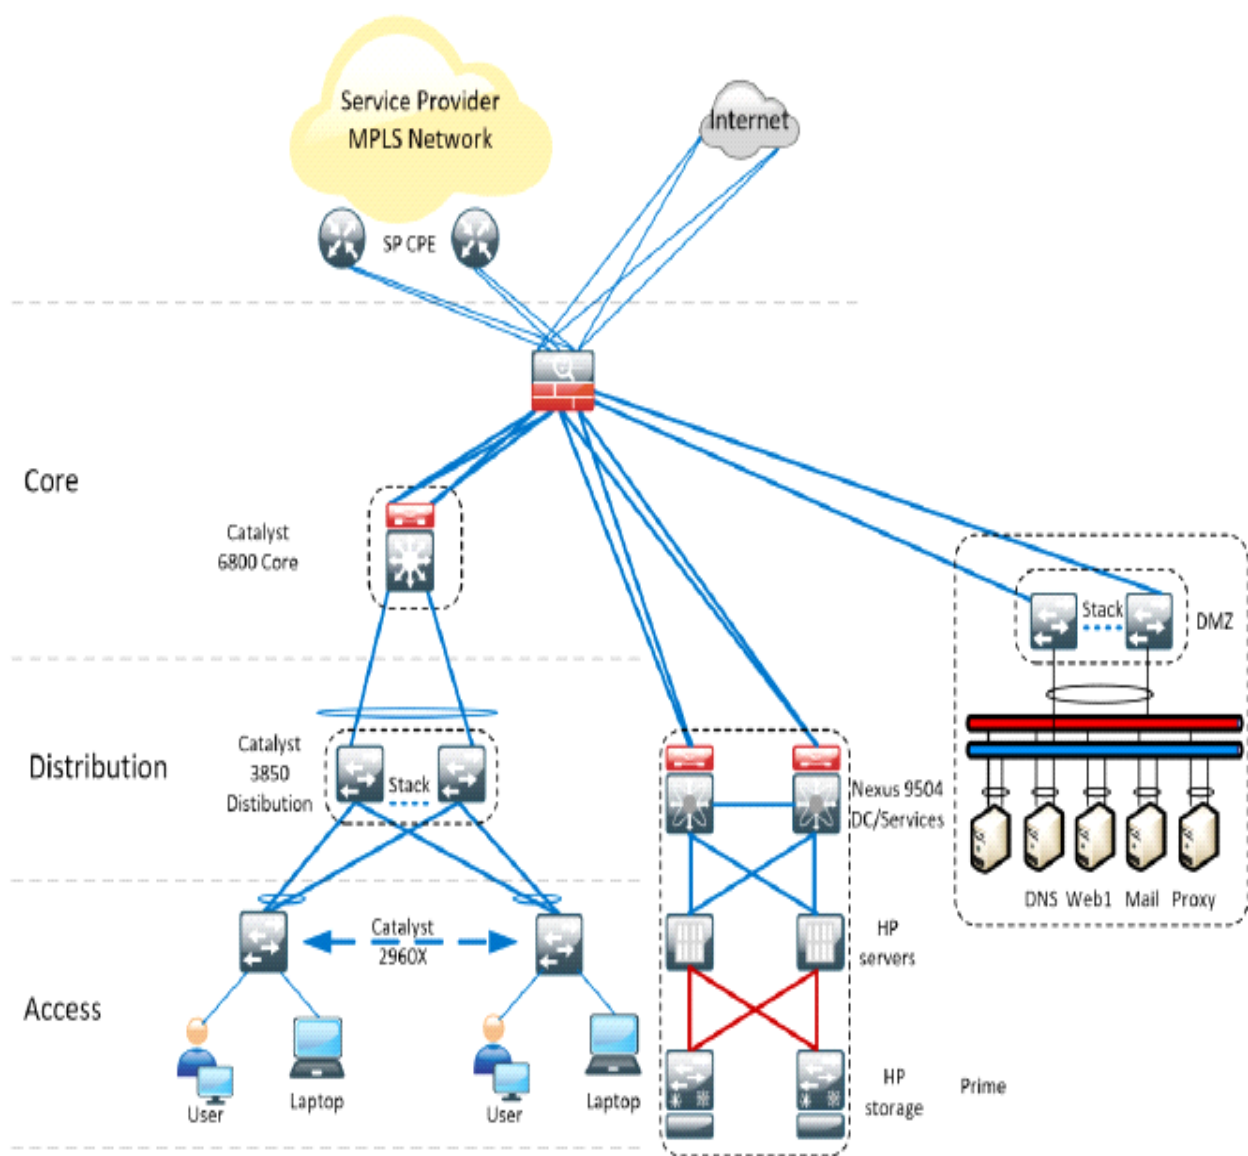 Service Provider
MPLS Network
Internet
SP CPE
Core
Catalyst
6800 Core
Stack
DMZ
Distribution
Catalyst
3850
Distibution
Stack
Nexus 9504
DC/Services
DNS
Web1
Mail
Proxy
Catalyst
2960X
HP
servers
Access
User
Laptop
User
Laptop
HP
storage
Prime